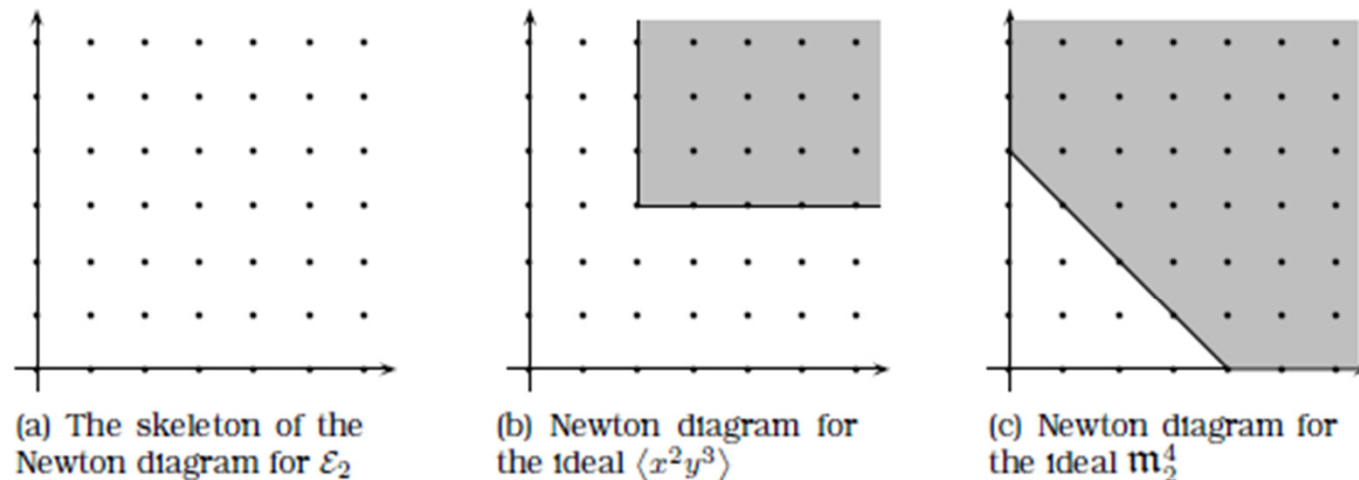 (a) The skeleton of the
Newton diagram for ℰ₂
(b) Newton diagram for
the ideal ⟨x²y³⟩
(c) Newton diagram for
the ideal 𝔪₂⁴